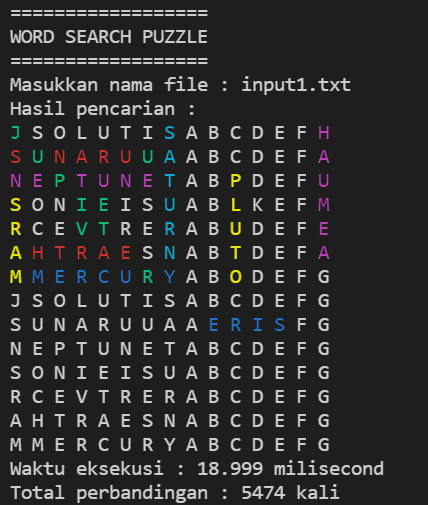 ==================
WORD SEARCH PUZZLE
==================
Masukkan nama file : input1.txt
Hasil pencarian :
J S O L U T I S A B C D E F H
S U N A R U U A A B C D E F A
N E P T U N E T A B P D E F U
S O N I E I S U A B L K E F M
R C E V T R E R A B U D E F E
A H T R A E S N A B T D E F A
M M E R C U R Y A B O D E F G
J S O L U T I S A B C D E F G
S U N A R U U A A E R I S F G
N E P T U N E T A B C D E F G
S O N I E I S U A B C D E F G
R C E V T R E R A B C D E F G
A H T R A E S N A B C D E F G
M M E R C U R Y A B C D E F G
Waktu eksekusi : 18.999 milisecond
Total perbandingan : 5474 kali